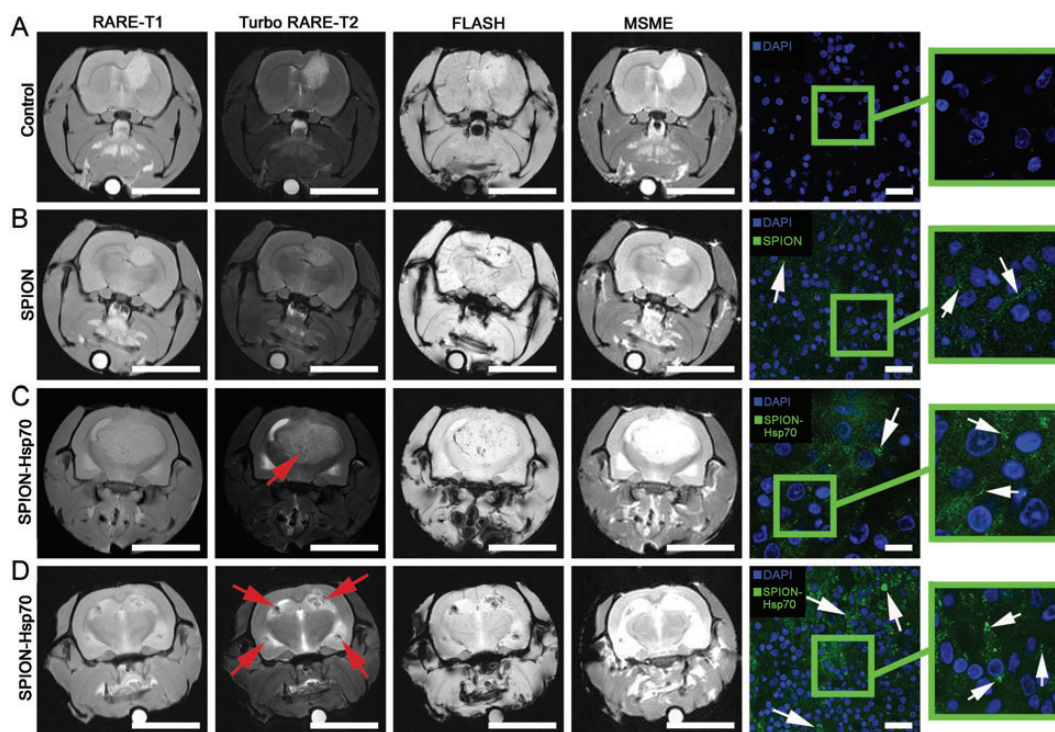 RARE-T1 Turbo RARE-T2 FLASH MSME
A
Control
DAPI
B
SPION
DAPI
SPION
C
SPION-Hsp70
DAPI
SPION-
Hsp70
D
SPION-Hsp70
DAPI
SPION-
Hsp70